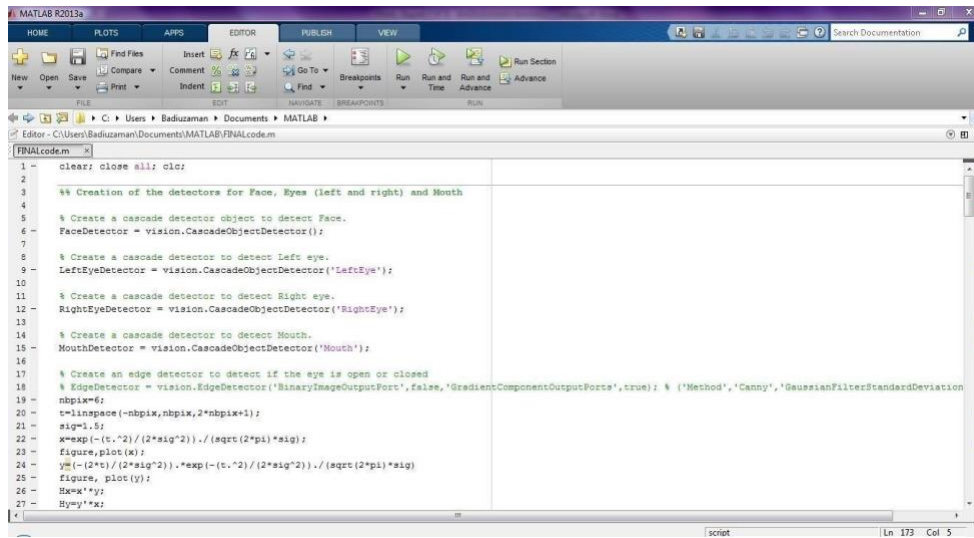 MATLAB R2013a
HOME PLOTS APPS EDITOR PUBLISH VIEW
Search Documentation
New Open Save
Find Files
Compare
Print
Insert fx
Comment
Indent
Go To
Find
Breakpoints
Run
Run and Time
Run and Advance
Run Section
Advance
FILE EDIT NAVIGATE BREAKPOINTS RUN
C: Users Badiuzaman Documents MATLAB
Editor - C:\Users\Badiuzaman\Documents\MATLAB\FINALcode.m
FINALcode.m
1 clear; close all; clc;
2
3 %% Creation of the detectors for Face, Eyes (left and right) and Mouth
4
5 % Create a cascade detector object to detect Face.
6 FaceDetector = vision.CascadeObjectDetector();
7
8 % Create a cascade detector to detect Left eye.
9 LeftEyeDetector = vision.CascadeObjectDetector('LeftEye');
10
11 % Create a cascade detector to detect Right eye.
12 RightEyeDetector = vision.CascadeObjectDetector('RightEye');
13
14 % Create a cascade detector to detect Mouth.
15 MouthDetector = vision.CascadeObjectDetector('Mouth');
16
17 % Create an edge detector to detect if the eye is open or closed
18 % EdgeDetector = vision.EdgeDetector('BinaryImageOutputPort',false,'GradientComponentOutputPorts',true); % ('Method','Canny','GaussianFilterStandardDeviation
19 nbpix=6;
20 t=linspace(-nbpix,nbpix,2*nbpix+1);
21 sig=1.5;
22 x=exp(-(t.^2)/(2*sig^2))./(sqrt(2*pi)*sig);
23 figure,plot(x);
24 y=(-(2*t)/(2*sig^2)).*exp(-(t.^2)/(2*sig^2))./(sqrt(2*pi)*sig)
25 figure, plot(y);
26 Hx=x'*y;
27 Hy=y'*x;
script Ln 173 Col 5